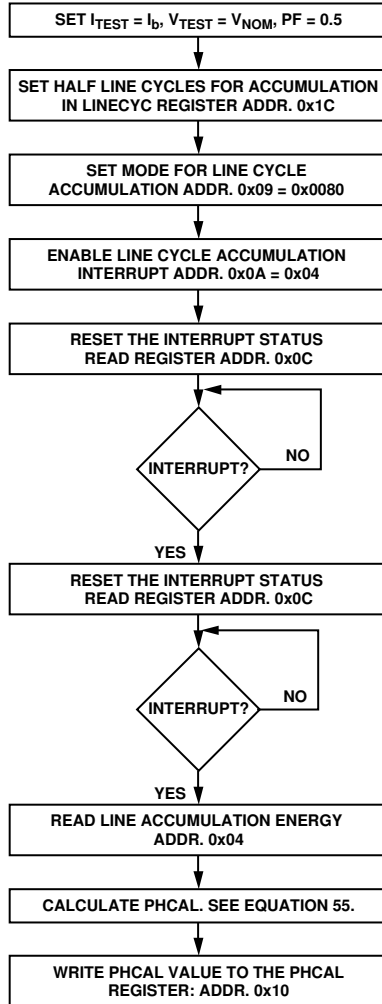 SET ITEST = Ib, VTEST = VNOM, PF = 0.5
SET HALF LINE CYCLES FOR ACCUMULATION
IN LINECYC REGISTER ADDR. 0x1C
SET MODE FOR LINE CYCLE
ACCUMULATION ADDR. 0x09 = 0x0080
ENABLE LINE CYCLE ACCUMULATION
INTERRUPT ADDR. 0x0A = 0x04
RESET THE INTERRUPT STATUS
READ REGISTER ADDR. 0x0C
INTERRUPT?
NO
YES
RESET THE INTERRUPT STATUS
READ REGISTER ADDR. 0x0C
INTERRUPT?
NO
YES
READ LINE ACCUMULATION ENERGY
ADDR. 0x04
CALCULATE PHCAL. SEE EQUATION 55.
WRITE PHCAL VALUE TO THE PHCAL
REGISTER: ADDR. 0x10